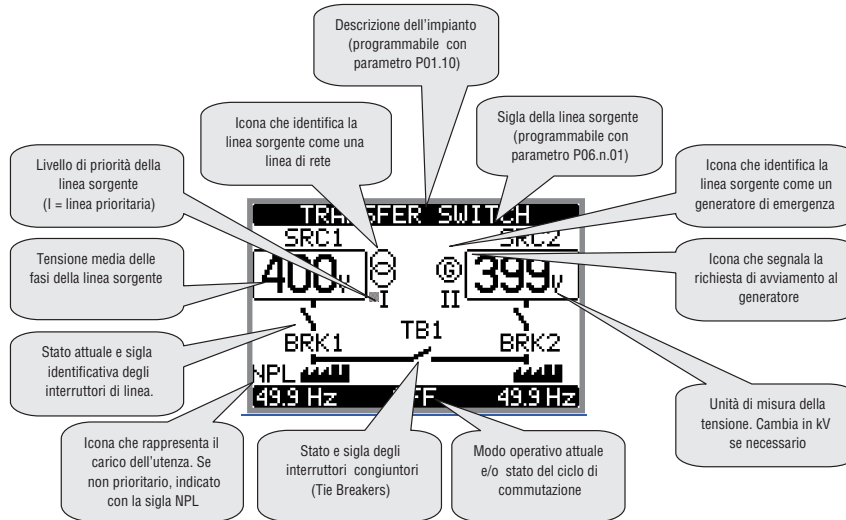 Descrizione dell'impianto
(programmabile con
parametro P01.10)
Icona che identifica la
linea sorgente come una
linea di rete
Sigla della linea sorgente
(programmabile con
parametro P06.n.01)
Livello di priorità della
linea sorgente
(I = linea prioritaria)
Icona che identifica la
linea sorgente come un
generatore di emergenza
Tensione media delle
fasi della linea sorgente
Icona che segnala la
richiesta di avviamento al
generatore
Stato attuale e sigla
identificativa degli
interruttori di linea.
Unità di misura della
tensione. Cambia in kV
se necessario
Icona che rappresenta il
carico dell'utenza. Se
non prioritario, indicato
con la sigla NPL
Stato e sigla degli
interruttori congiuntori
(Tie Breakers)
Modo operativo attuale
e/o stato del ciclo di
commutazione
TRANSFER SWITCH
SRC1 SRC2
400V G 399V
I II
TB1
BRK1 BRK2
NPL
49.9 Hz 49.9 Hz